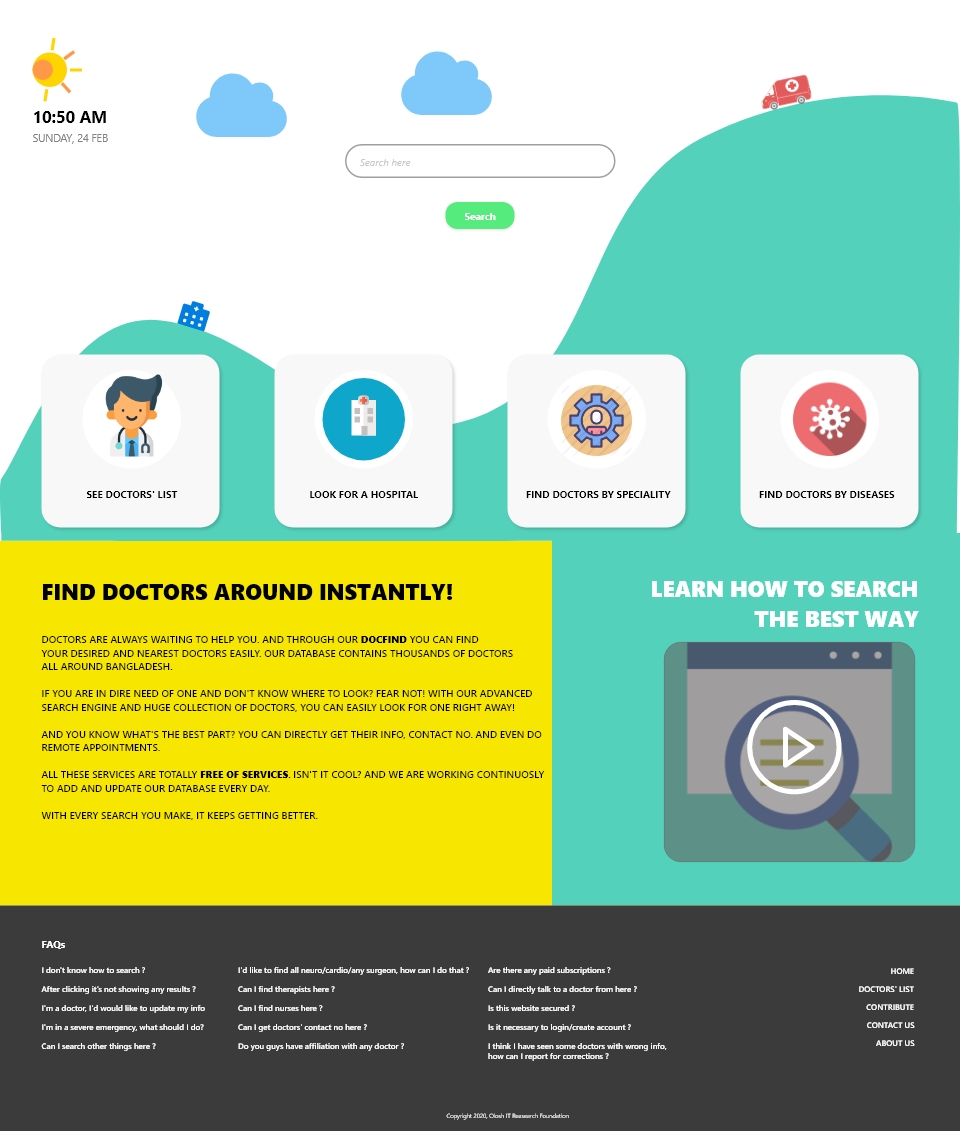 10:50 AM
SUNDAY, 24 FEB
Search here
Search
SEE DOCTORS' LIST
LOOK FOR A HOSPITAL
FIND DOCTORS BY SPECIALITY
FIND DOCTORS BY DISEASES
FIND DOCTORS AROUND INSTANTLY!
DOCTORS ARE ALWAYS WAITING TO HELP YOU. AND THROUGH OUR DOCFIND YOU CAN FIND
YOUR DESIRED AND NEAREST DOCTORS EASILY. OUR DATABASE CONTAINS THOUSANDS OF DOCTORS
ALL AROUND BANGLADESH.
IF YOU ARE IN DIRE NEED OF ONE AND DON'T KNOW WHERE TO LOOK? FEAR NOT! WITH OUR ADVANCED
SEARCH ENGINE AND HUGE COLLECTION OF DOCTORS, YOU CAN EASILY LOOK FOR ONE RIGHT AWAY!
AND YOU KNOW WHAT'S THE BEST PART? YOU CAN DIRECTLY GET THEIR INFO, CONTACT NO. AND EVEN DO
REMOTE APPOINTMENTS.
ALL THESE SERVICES ARE TOTALLY FREE OF SERVICES. ISN'T IT COOL? AND WE ARE WORKING CONTINUOSLY
TO ADD AND UPDATE OUR DATABASE EVERY DAY.
WITH EVERY SEARCH YOU MAKE, IT KEEPS GETTING BETTER.
LEARN HOW TO SEARCH
THE BEST WAY
FAQs
I don't know how to search ?
After clicking it's not showing any results ?
I'm a doctor, I'd would like to update my info
I'm in a severe emergency, what should I do?
Can I search other things here ?
I'd like to find all neuro/cardio/any surgeon, how can I do that ?
Can I find therapists here ?
Can I find nurses here ?
Can I get doctors' contact no here ?
Do you guys have affiliation with any doctor ?
Are there any paid subscriptions ?
Can I directly talk to a doctor from here ?
Is this website secured ?
Is it necessary to login/create account ?
I think I have seen some doctors with wrong info,
how can I report for corrections ?
HOME
DOCTORS' LIST
CONTRIBUTE
CONTACT US
ABOUT US
Copyright 2020, Olosh IT Reasearch Foundation